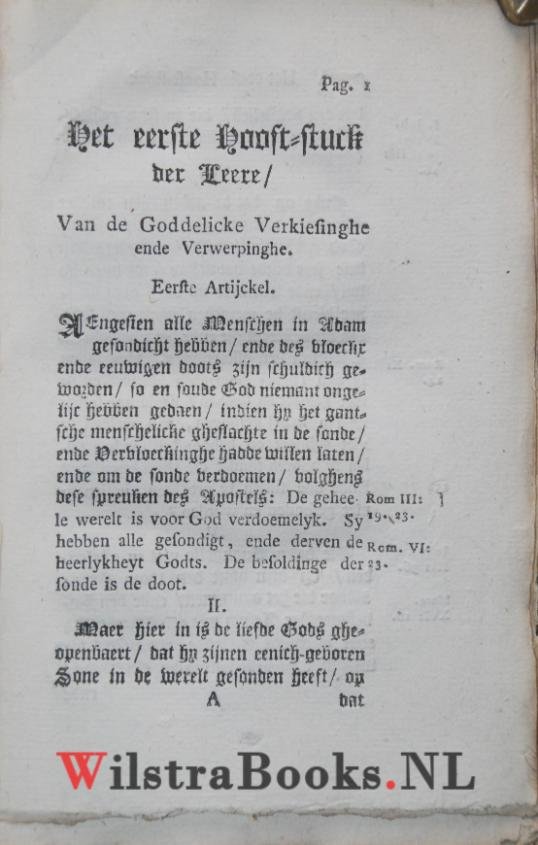 Pag. 1
Het eerste Hooft-stuck
der Leere/
Van de Goddelicke Verkiesinghe
ende Verwerpinghe.
Eerste Artijckel.
AEngesien alle Menschen in Adam
gesondicht hebben/ ende des vloeckx
ende eeuwigen doots zijn schuldich ge-
worden/ so en soude God niemant onge-
lijc hebben gedaen/ indien hy het gant-
sche menschelicke gheslachte in de sonde/
ende Vervloeckinghe hadde willen laten/
ende om de sonde verdoemen/ volghens
dese spreuken des Apostels: De gehee- Rom III:
le werelt is voor God verdoemelyk. Sy 19. 23.
hebben alle gesondigt, ende derven de Rom. VI:
heerlykheyt Godts. De besoldinge der 23.
sonde is de doot.
II.
Maer hier in is de liefde Gods ghe-
openbaert/ dat hy zijnen eenich-geboren
Sone in de werelt gesonden heeft/ op
A dat
WilstraBooks.NL